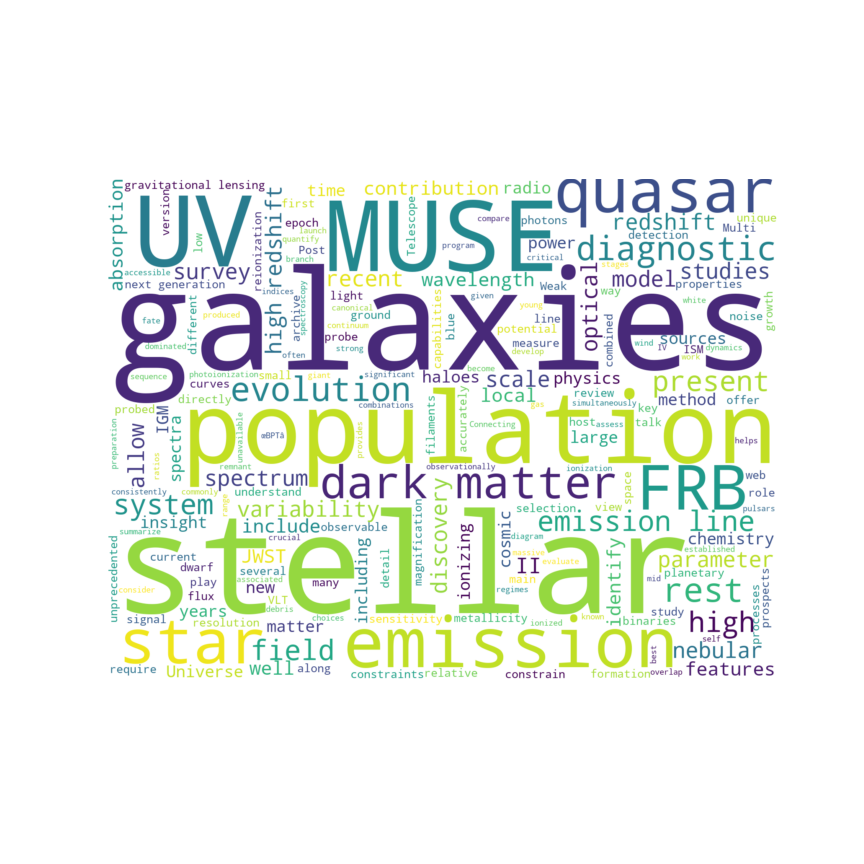 gravitational lensing
time
contribution
radio
quasar
absorption
version
UV
low
reionization
high redshift
first
epoch
quantify
launch
Post
branch
MUSE
Telescope
compare
program
photons
power
critical
redshift
detection
unique
Multi
diagnostic
accessible
survey
next generation
fate
produced
indices
spectroscopy
archive
recent
light
canonical
continuum
wavelength
capabilities
Weak
young
given
optical
model
stages
way
studies
properties
growth
galaxies
different
dominated
probe
ground
strong
blue
line
measure
potential
develop
combined
wind
IV
sources
ISM
work
white
noise
dynamics
sequence
photoionization
often
curves
small
giant
significant
haloes
become
scale
physics
simultaneously
evolution
directly
combinations
local
review
method
key
present
offer
preparation
probed
IGM
allow
spectra
ratios
population
œBPTâ
unavailable
provides
filaments
accurately
gas
Connecting
host
assess
large
talk
helps
consistently
commonly
remnant
range
spectrum
understand
dark matter
observationally
ionization
FRB
view
space
web
role
pulsars
system
insight
variability
include
observable
discovery
magnification
selection
emission line
diagram
chemistry
established
unprecedented
summarize
current
consider
dwarf
play
flux
several
associated
new
JWST
crucial
many
including
detail
cosmic
ionizing
II
massive
evaluate
main
regimes
identify
mid
parameter
planetary
rest
processes
prospects
stellar
years
signal
resolution
VLT
debris
choices
matter
sensitivity
metallicity
ionized
known
binaries
study
high
self
star
field
emission
best
nebular
require
Universe
well
along
constraints
relative
constrain
formation
overlap
features